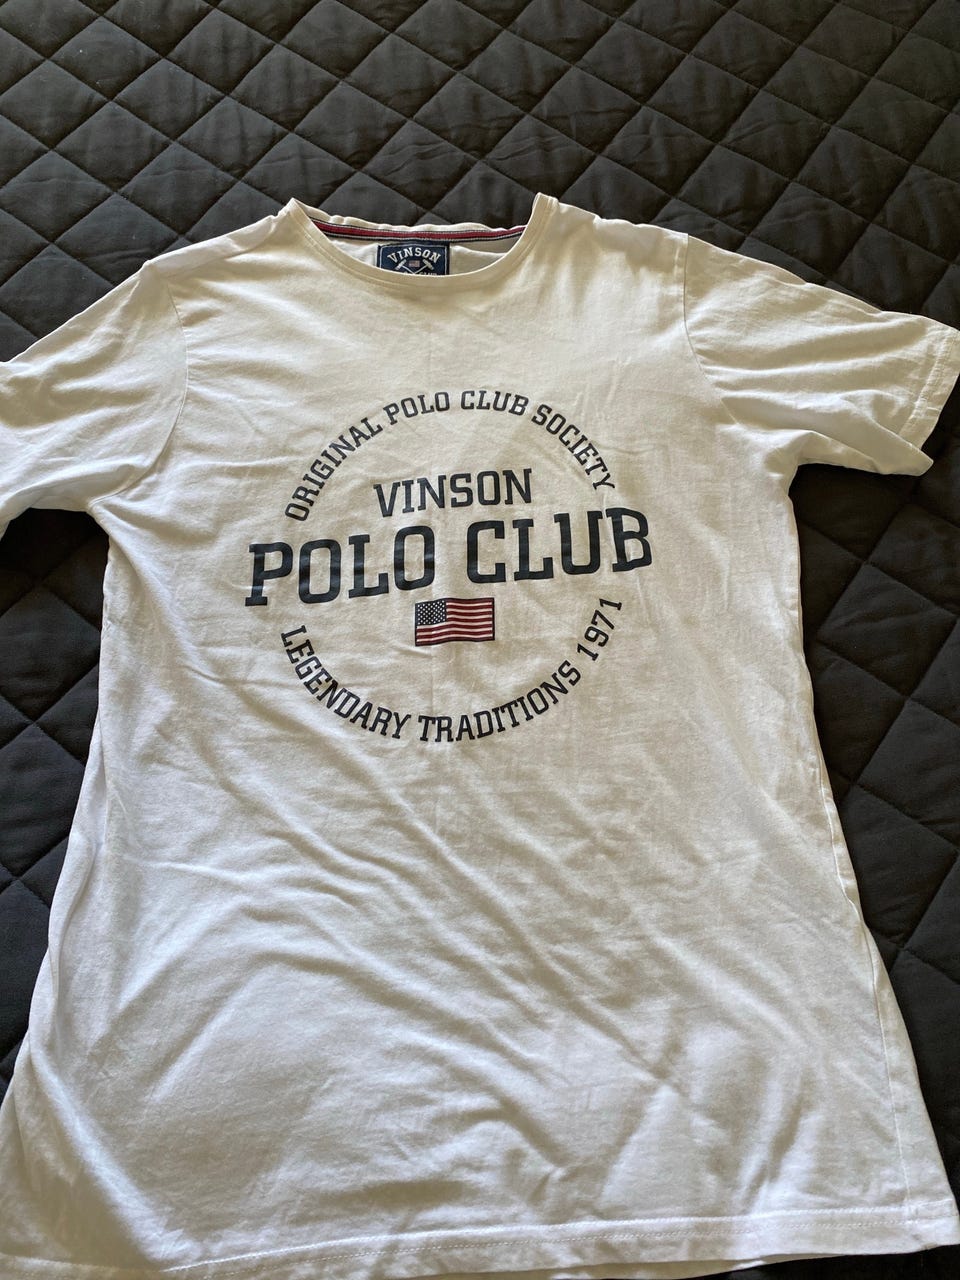 VINSON
ORIGINAL POLO CLUB SOCIETY
VINSON
POLO CLUB
LEGENDARY TRADITIONS 1971